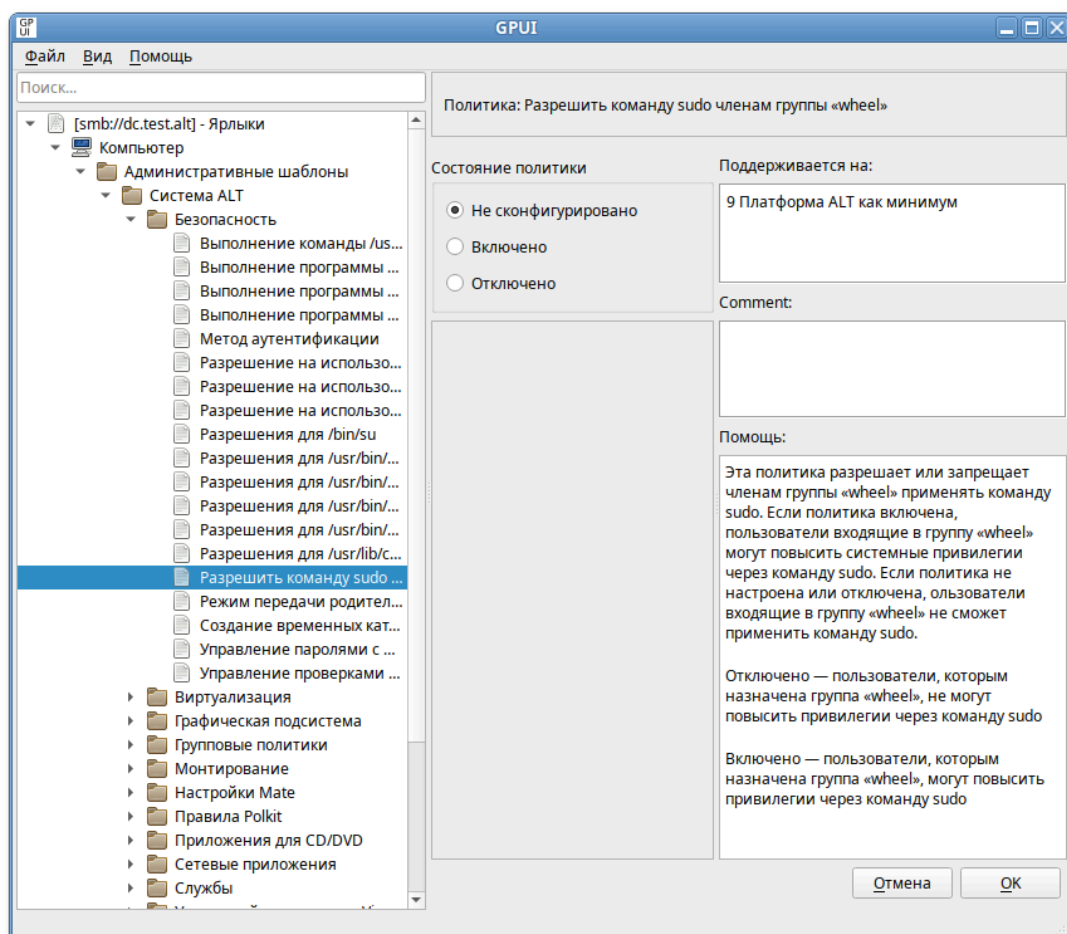 GPUI
GPUI
Файл Вид Помощь
Поиск...
[smb://dc.test.alt] - Ярлыки
Компьютер
Административные шаблоны
Система ALT
Безопасность
Выполнение команды /us...
Выполнение программы ...
Выполнение программы ...
Выполнение программы ...
Метод аутентификации
Разрешение на использо...
Разрешение на использо...
Разрешение на использо...
Разрешения для /bin/su
Разрешения для /usr/bin/...
Разрешения для /usr/bin/...
Разрешения для /usr/bin/...
Разрешения для /usr/bin/...
Разрешения для /usr/lib/c...
Разрешить команду sudo ...
Режим передачи родител...
Создание временных кат...
Управление паролями с ...
Управление проверками ...
Виртуализация
Графическая подсистема
Групповые политики
Монтирование
Настройки Mate
Правила Polkit
Приложения для CD/DVD
Сетевые приложения
Службы
Политика: Разрешить команду sudo членам группы «wheel»
Состояние политики
Не сконфигурировано
Включено
Отключено
Поддерживается на:
9 Платформа ALT как минимум
Comment:
Помощь:
Эта политика разрешает или запрещает
членам группы «wheel» применять команду
sudo. Если политика включена,
пользователи входящие в группу «wheel»
могут повысить системные привилегии
через команду sudo. Если политика не
настроена или отключена, ользователи
входящие в группу «wheel» не сможет
применить команду sudo.
Отключено — пользователи, которым
назначена группа «wheel», не могут
повысить привилегии через команду sudo
Включено — пользователи, которым
назначена группа «wheel», могут повысить
привилегии через команду sudo
Отмена OK